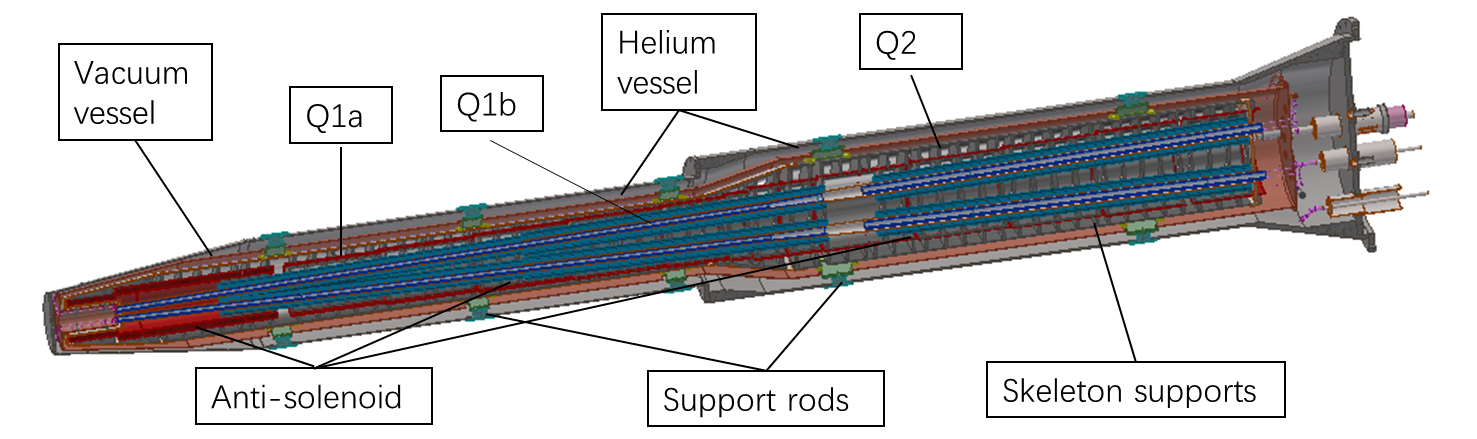 Vacuum
vessel
Q1a
Q1b
Helium
vessel
Q2
Anti-solenoid
Support rods
Skeleton supports